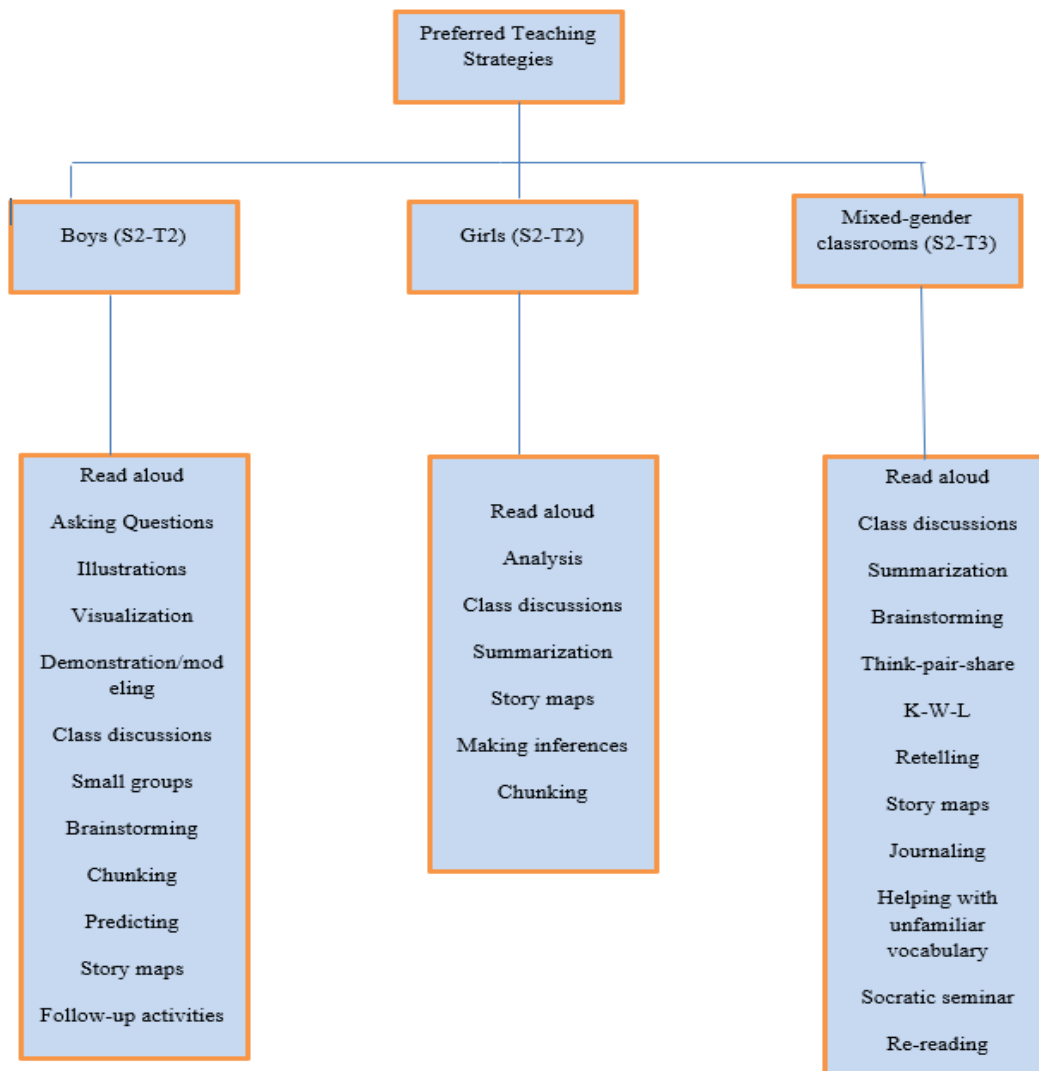 Preferred Teaching
Strategies
Boys (S2-T2)
Girls (S2-T2)
Mixed-gender
classrooms (S2-T3)
Read aloud
Asking Questions
Illustrations
Visualization
Demonstration/mod
eling
Class discussions
Small groups
Brainstorming
Chunking
Predicting
Story maps
Follow-up activities
Read aloud
Analysis
Class discussions
Summarization
Story maps
Making inferences
Chunking
Read aloud
Class discussions
Summarization
Brainstorming
Think-pair-share
K-W-L
Retelling
Story maps
Journaling
Helping with
unfamiliar
vocabulary
Socratic seminar
Re-reading